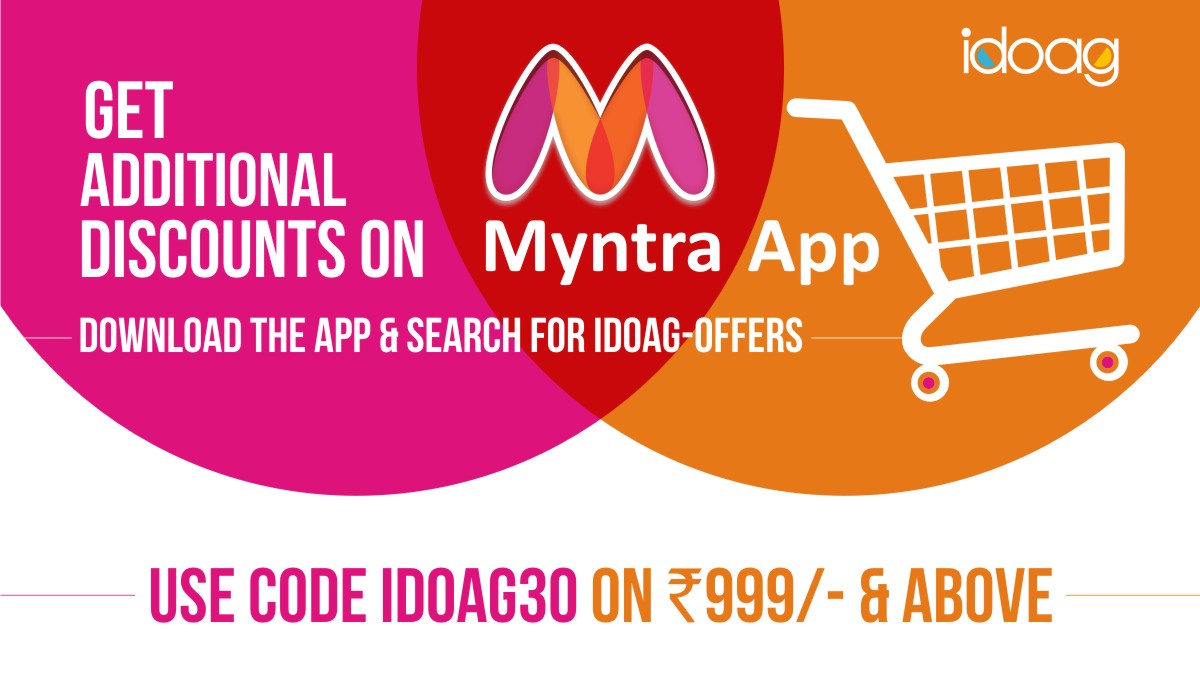 idoag
GET
ADDITIONAL
DISCOUNTS ON
Myntra App
DOWNLOAD THE APP & SEARCH FOR IDOAG-OFFERS
USE CODE IDOAG30 ON ₹999/- & ABOVE